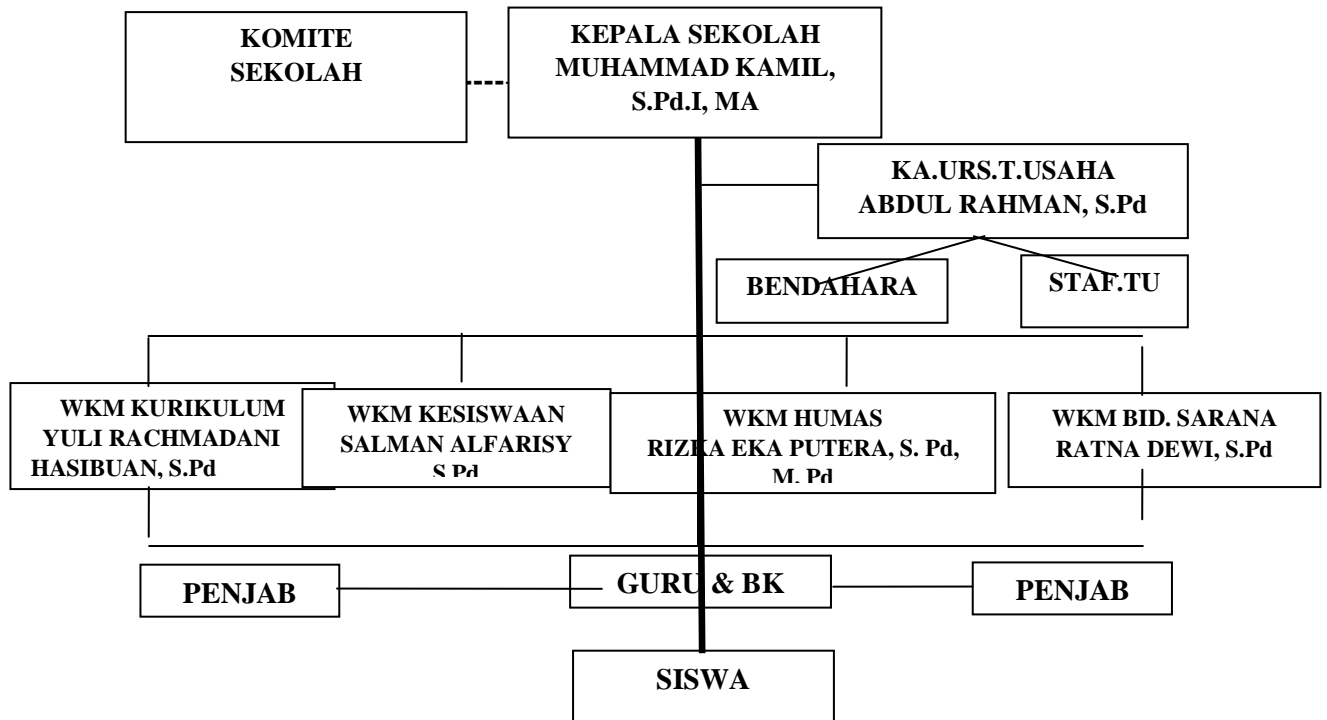 KOMITE
SEKOLAH
KEPALA SEKOLAH
MUHAMMAD KAMIL,
S.Pd.I, MA
KA.URS.T.USAHA
ABDUL RAHMAN, S.Pd
BENDAHARA
STAF.TU
WKM KURIKULUM
YULI RACHMADANI
HASIBUAN, S.Pd
WKM KESISWAAN
SALMAN ALFARISY
S.Pd
WKM HUMAS
RIZKA EKA PUTERA, S. Pd,
M. Pd
WKM BID. SARANA
RATNA DEWI, S.Pd
PENJAB
GURU & BK
PENJAB
SISWA